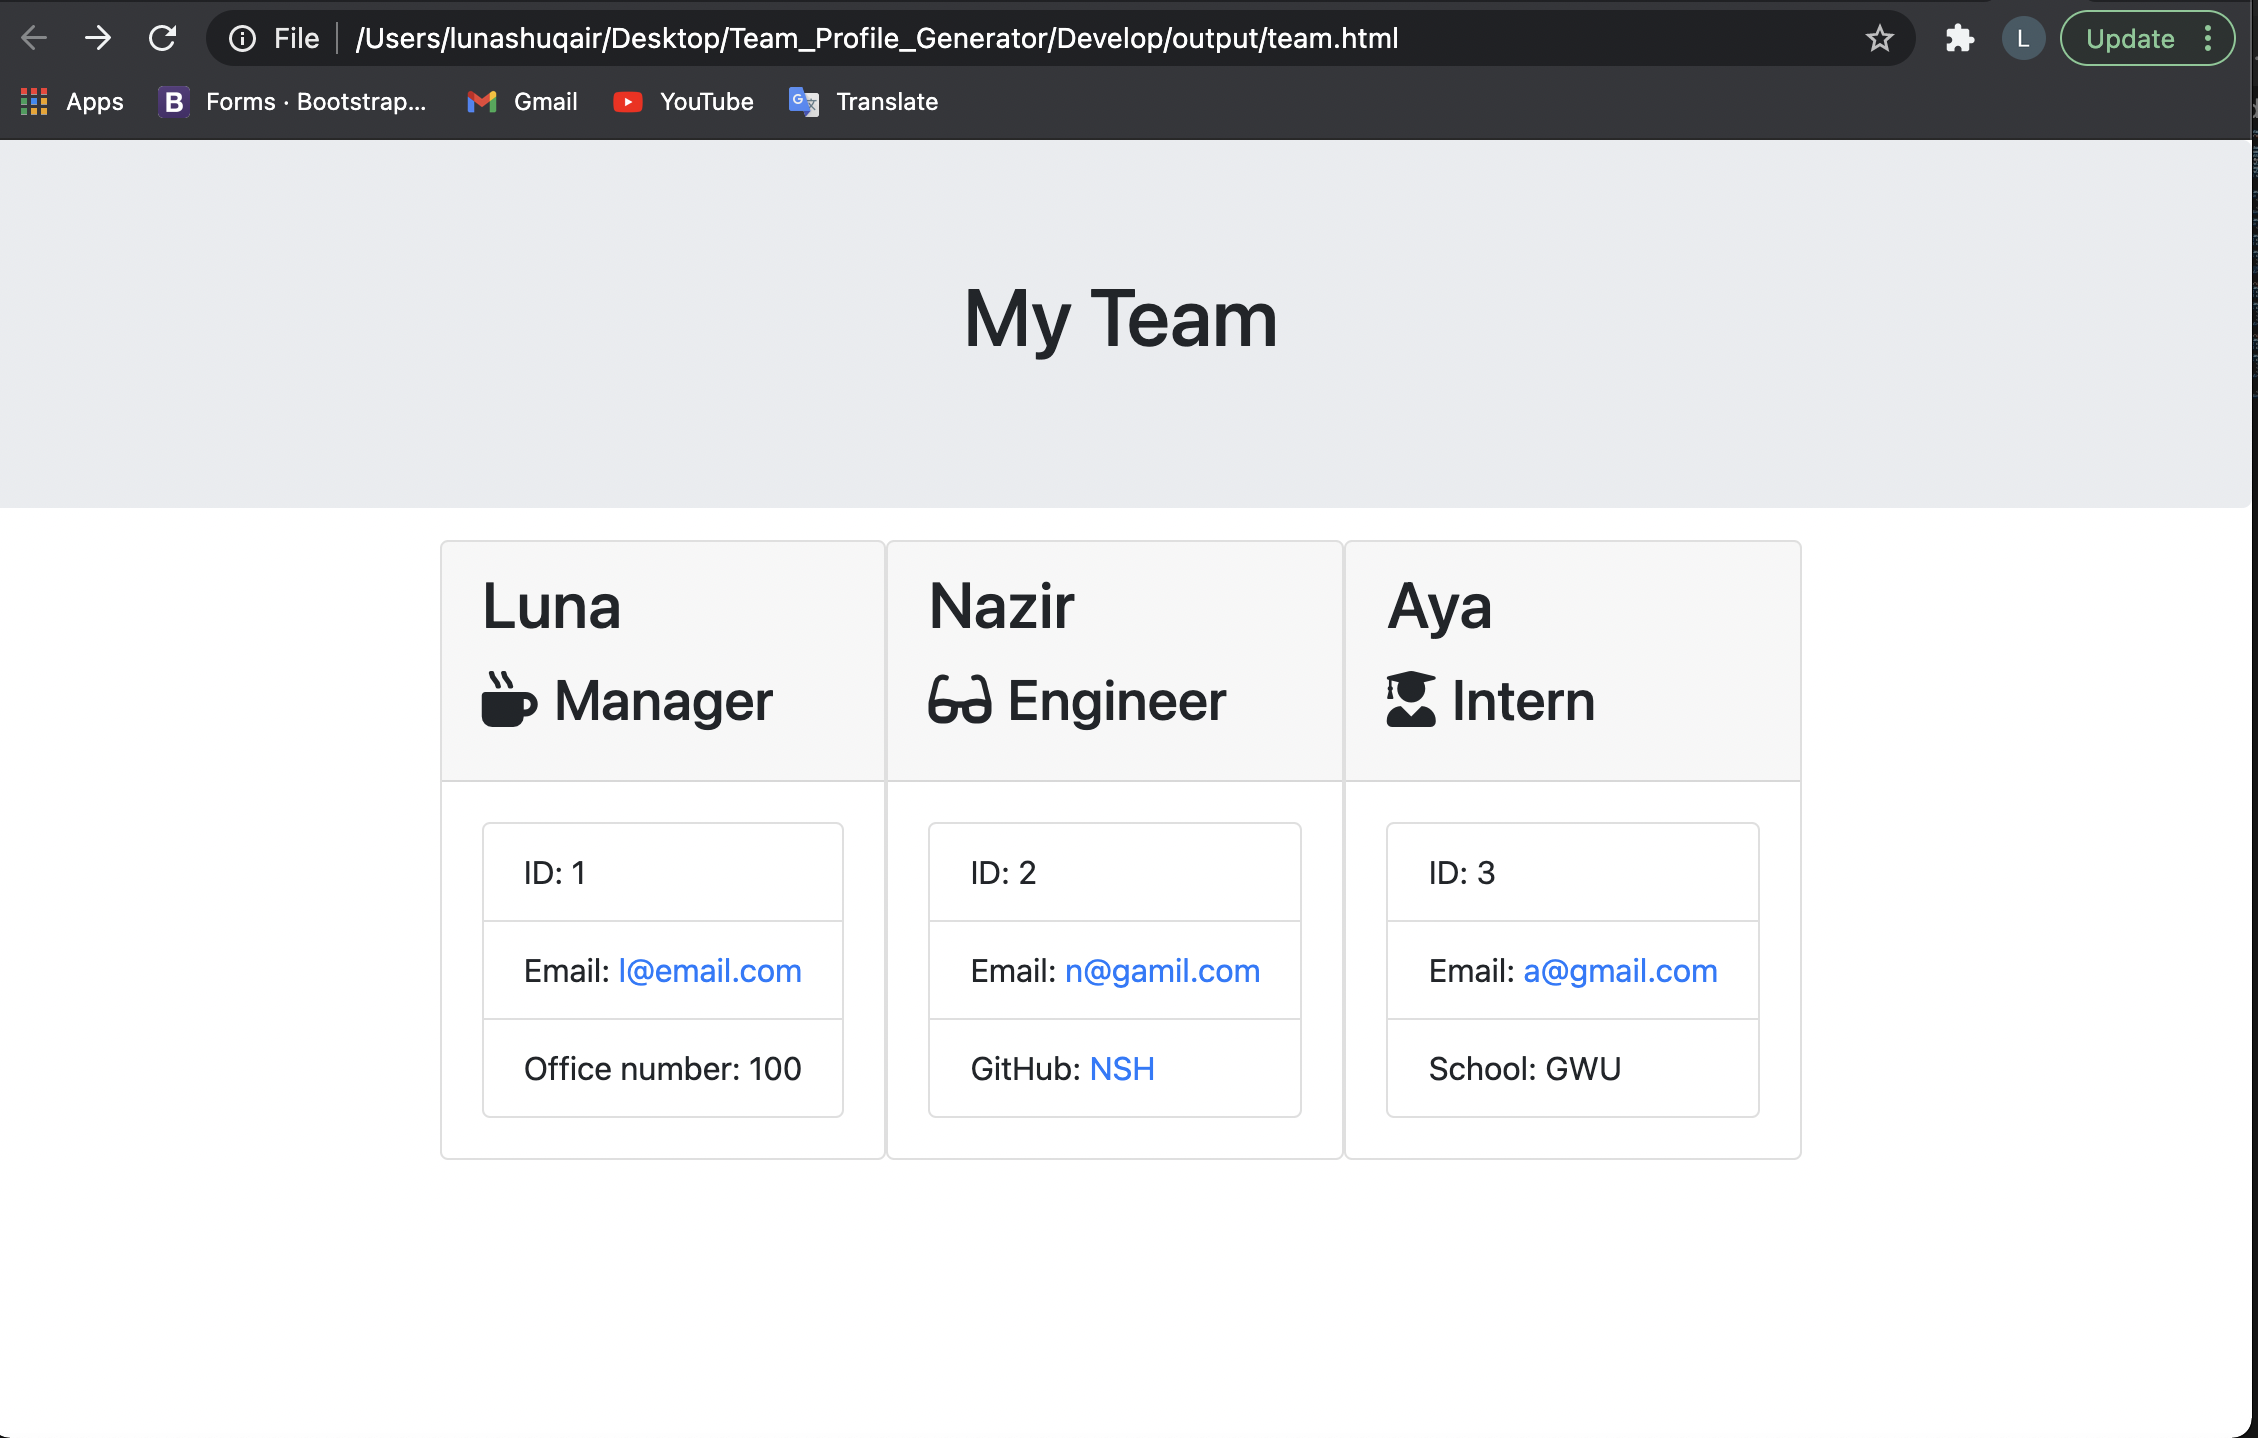 File /Users/lunashuqair/Desktop/Team_Profile_Generator/Develop/output/team.html L Update
Apps B Forms · Bootstrap... Gmail YouTube Translate
My Team
Luna
Manager
ID: 1
Email: l@email.com
Office number: 100
Nazir
Engineer
ID: 2
Email: n@gamil.com
GitHub: NSH
Aya
Intern
ID: 3
Email: a@gmail.com
School: GWU